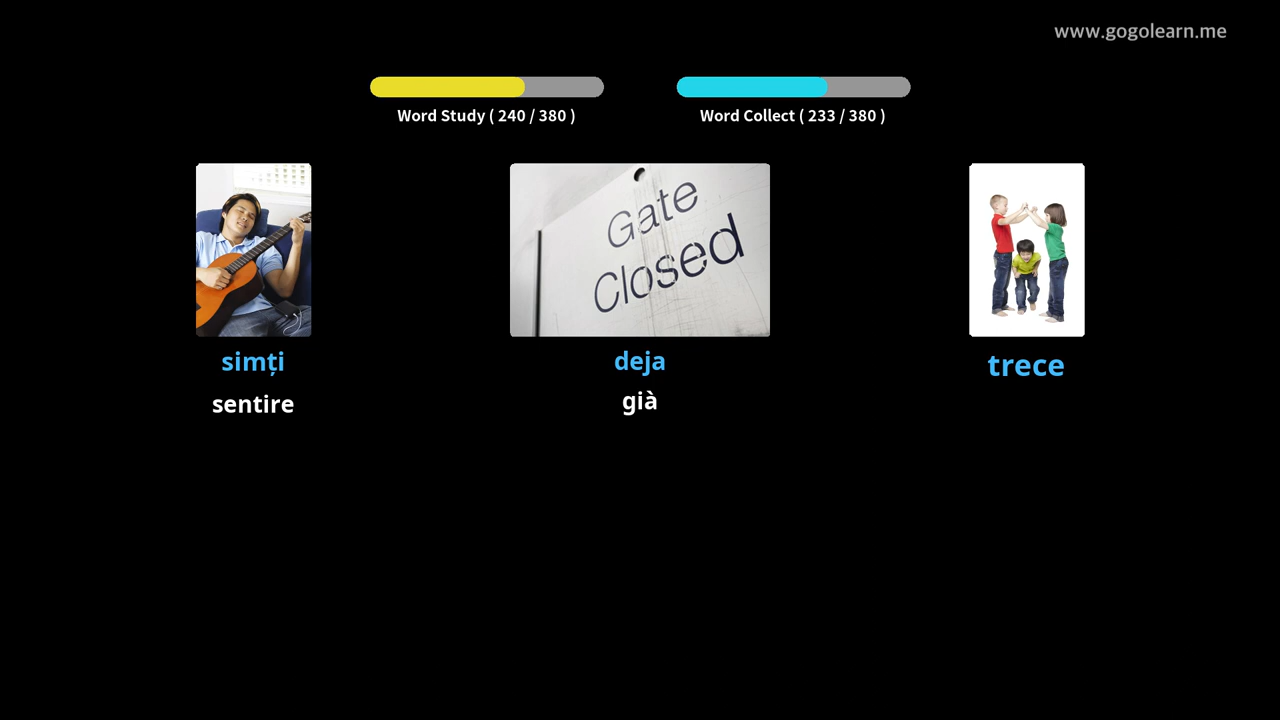 www.gogolearn.me
Word Study ( 240 / 380 )
Word Collect ( 233 / 380 )
Gate
Closed
simți
sentire
deja
già
trece